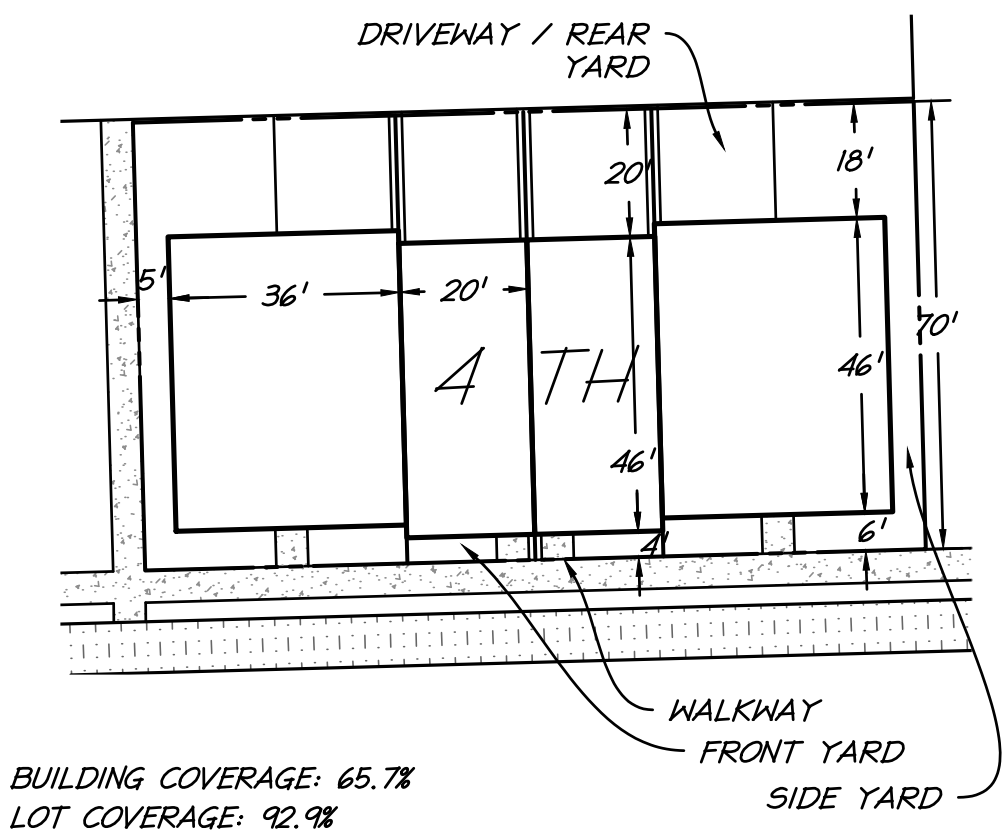 DRIVEWAY / REAR
YARD
20'
18'
5'
36'
20'
70'
4 TH
46'
46'
4'
6'
WALKWAY
FRONT YARD
SIDE YARD
BUILDING COVERAGE: 65.7%
LOT COVERAGE: 92.9%